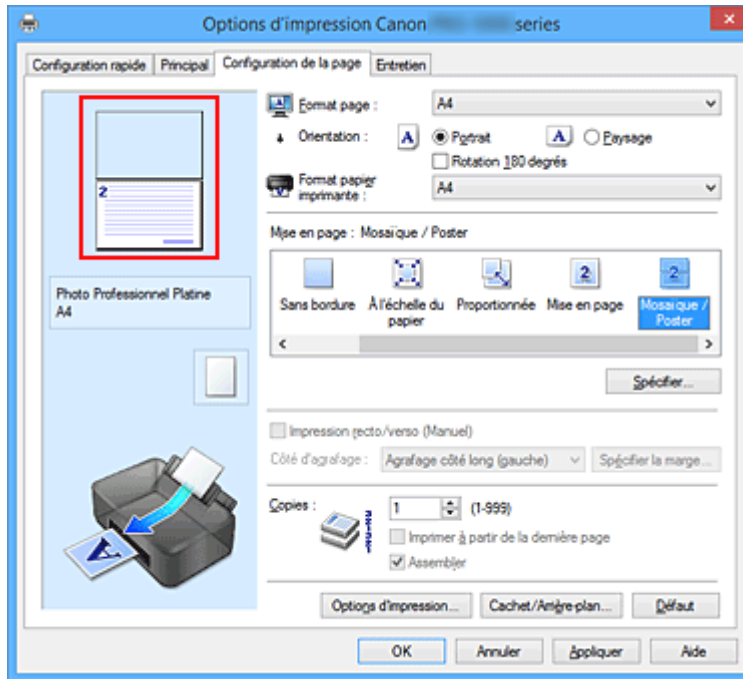 Options d'impression Canon series
Configuration rapide Principal Configuration de la page Entretien
Format page : A4
Orientation : A Portrait A Paysage
Rotation 180 degrés
Format papier
imprimante : A4
2
Mise en page : Mosaïque / Poster
2 2
Sans bordure À l'échelle du papier Proportionnée Mise en page Mosaïque / Poster
Photo Professionnel Platine
A4
Spécifier...
Impression recto/verso (Manuel)
Côté d'agrafage : Agrafage côté long (gauche) Spécifier la marge...
Copies : 1 (1-999)
Imprimer à partir de la dernière page
Assembler
A
Options d'impression... Cachet/Arrière-plan... Défaut
OK Annuler Appliquer Aide